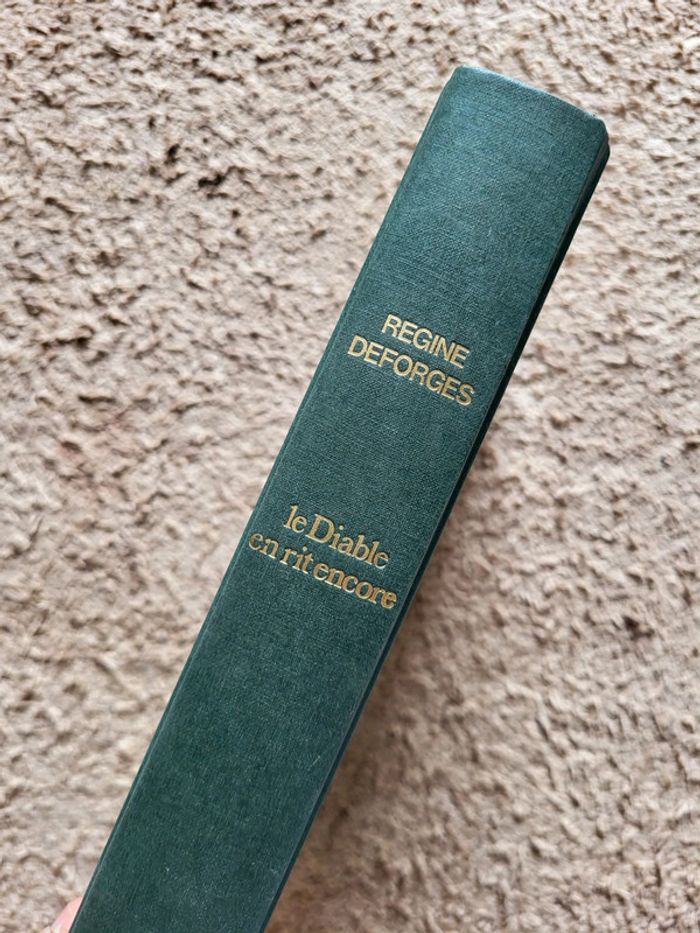 REGINE
DEFORGES
le Diable
en rit encore